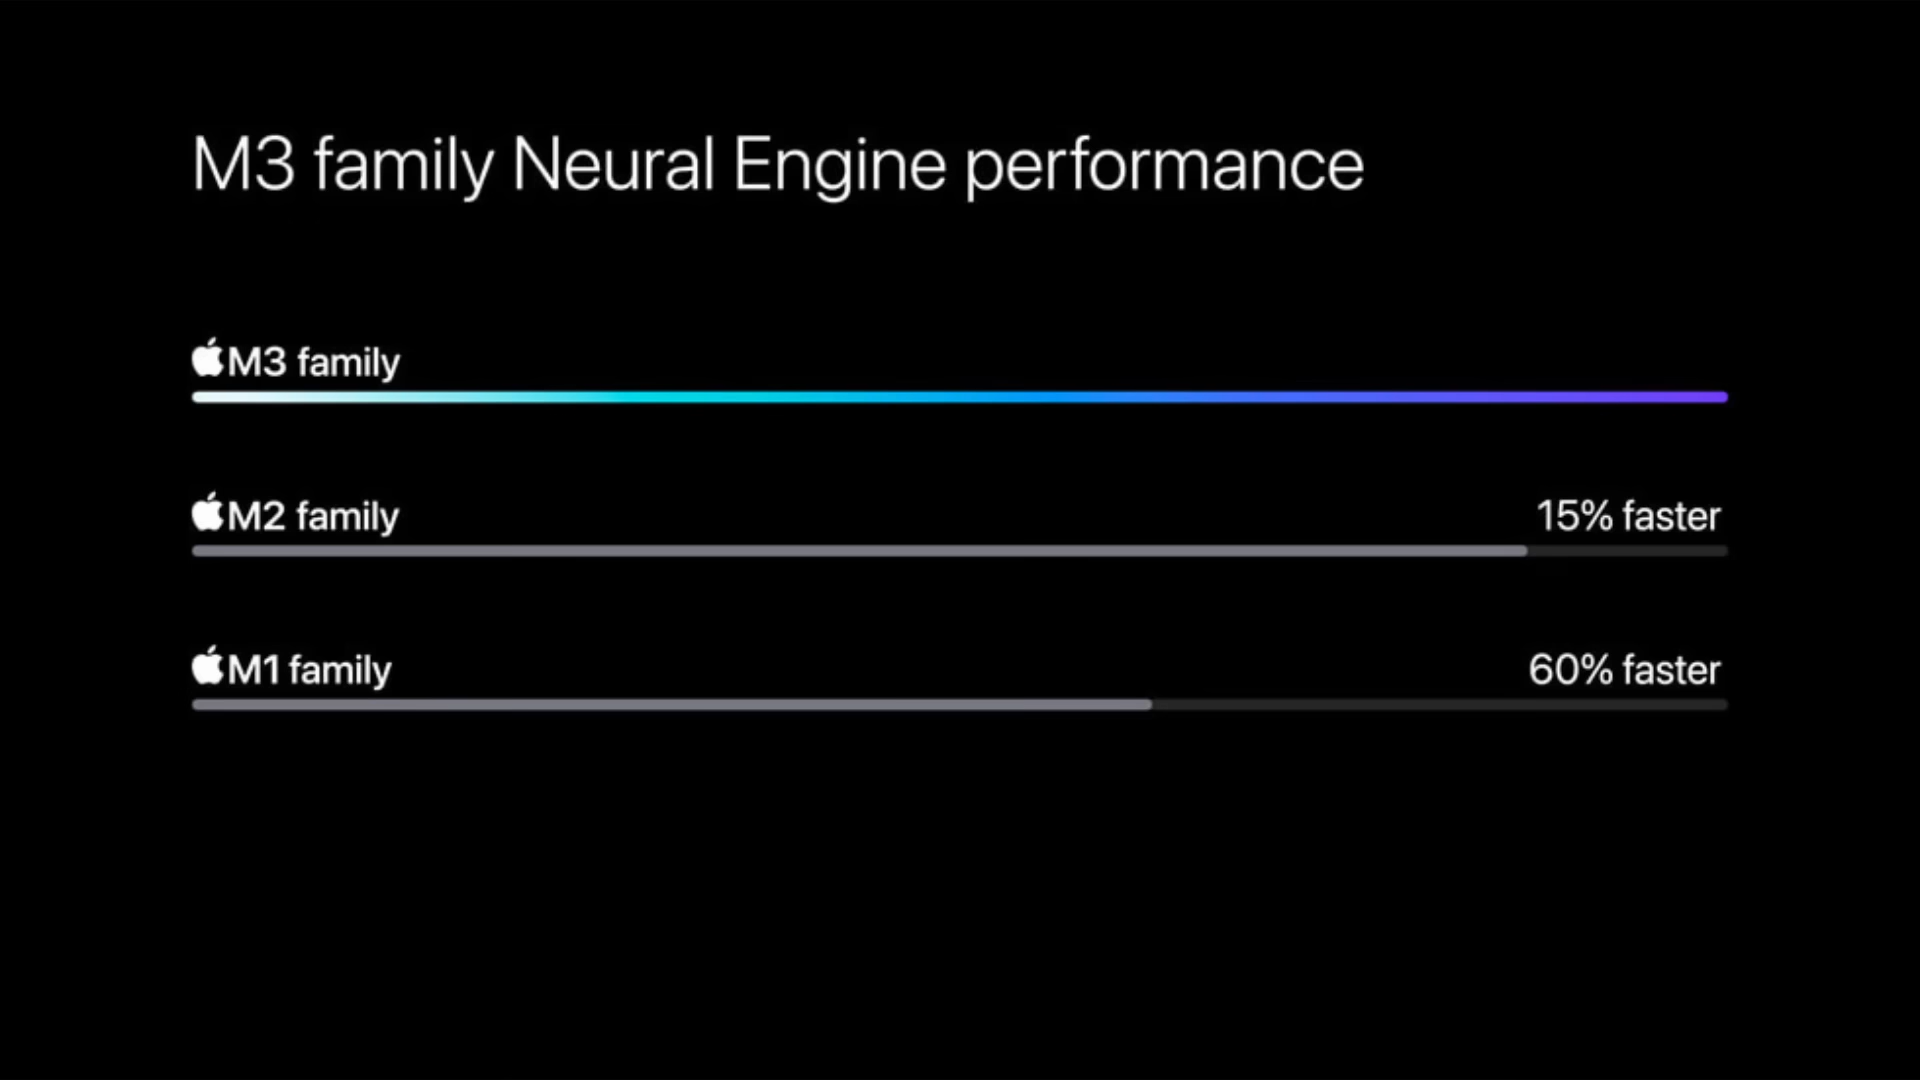 M3 family Neural Engine performance
M3 family
M2 family
15% faster
M1 family
60% faster